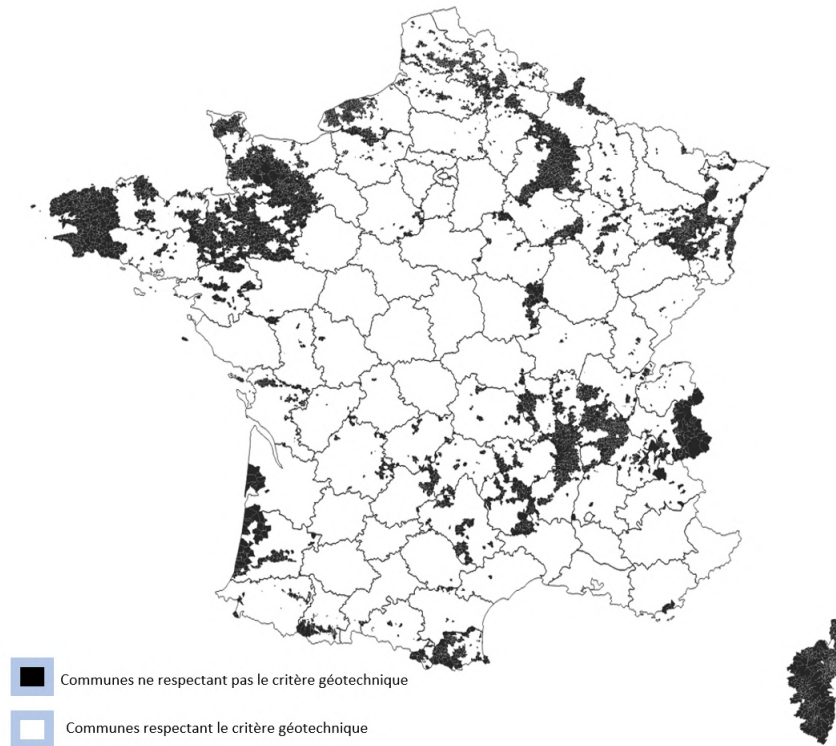 Communes ne respectant pas le critère géotechnique
Communes respectant le critère géotechnique